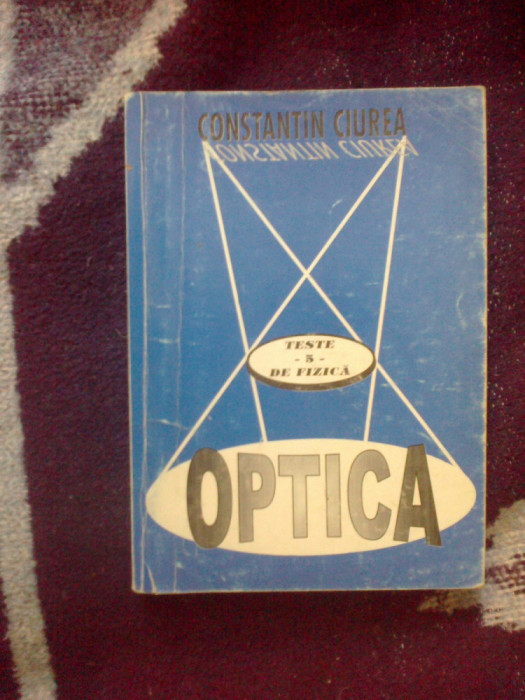 CONSTANTIN CIUREA
CONSTANTIN CIUREA
TESTE
- 5 -
DE FIZICĂ
OPTICA